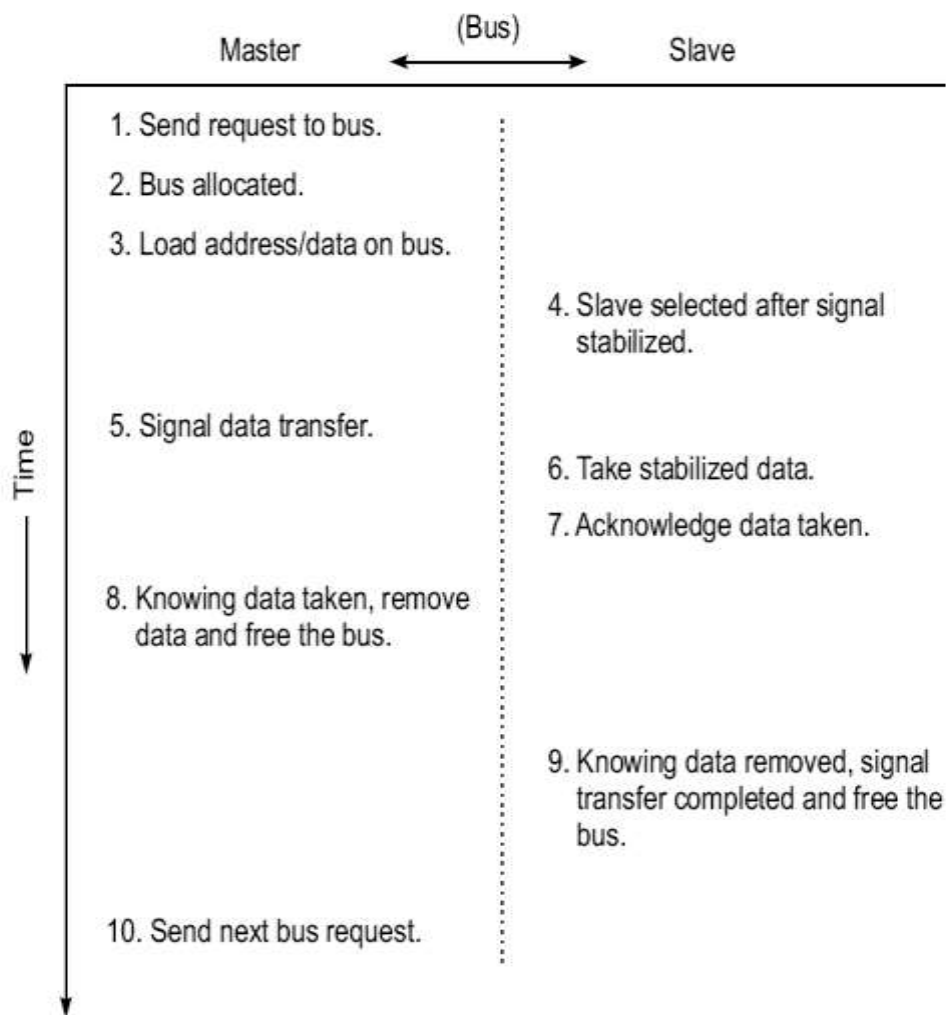 (Bus)
Master
Slave
1. Send request to bus.
2. Bus allocated.
3. Load address/data on bus.
4. Slave selected after signal
stabilized.
5. Signal data transfer.
Time
6. Take stabilized data.
7. Acknowledge data taken.
8. Knowing data taken, remove
data and free the bus.
9. Knowing data removed, signal
transfer completed and free the
bus.
10. Send next bus request.